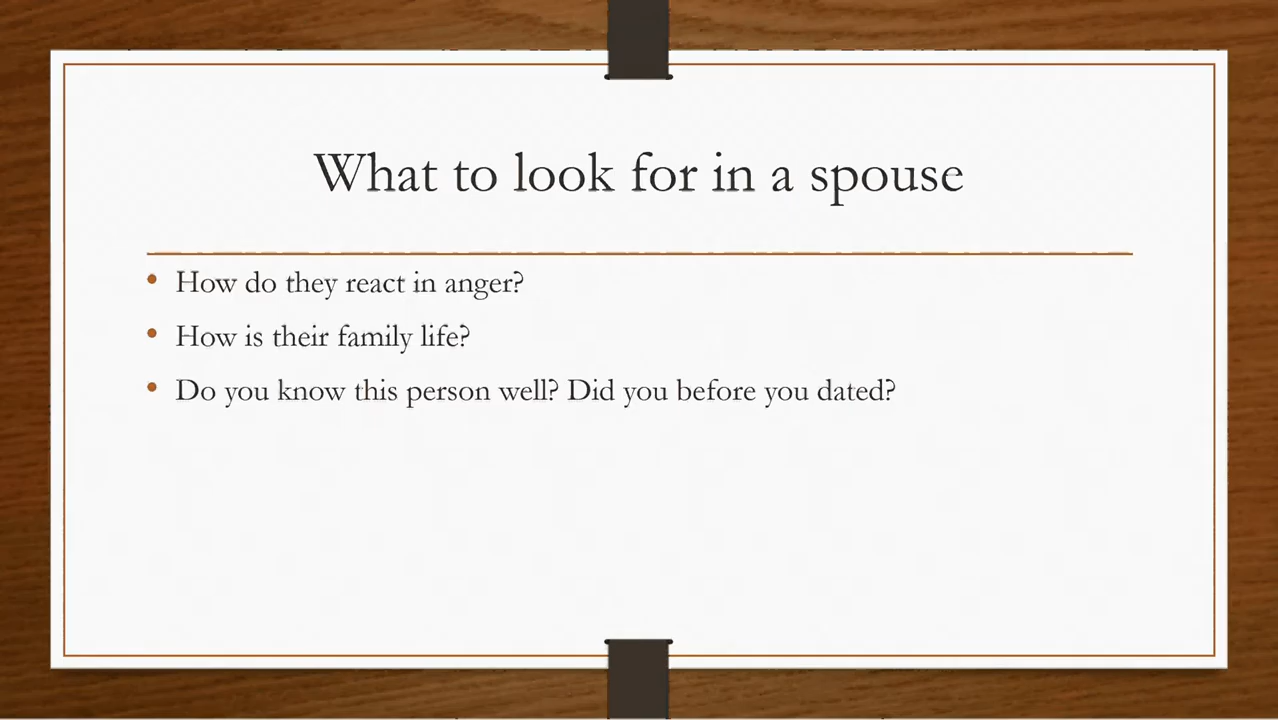 What to look for in a spouse
• How do they react in anger?
• How is their family life?
• Do you know this person well? Did you before you dated?